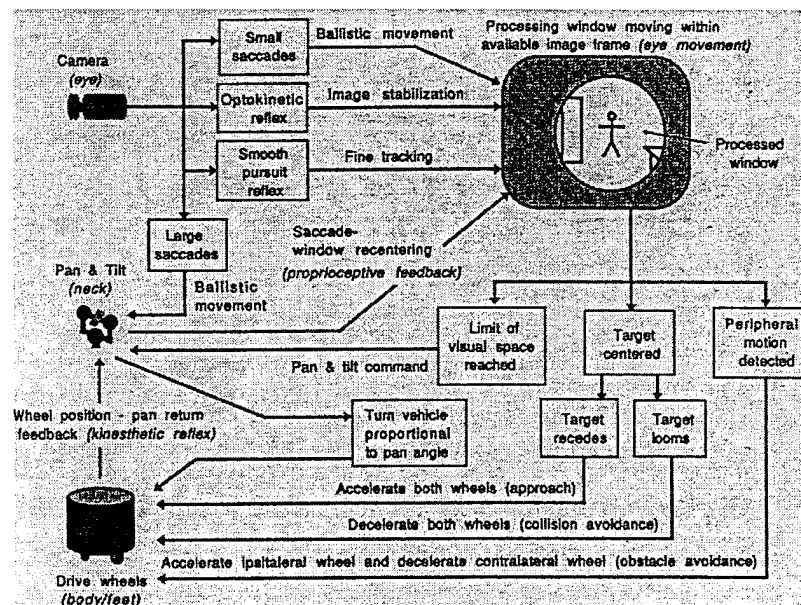 Small
saccades
Ballistic movement
Processing window moving within
available image frame (eye movement)
Camera
(eye)
Optokinetic
reflex
Image stabilization
Processed
window
Smooth
pursuit
reflex
Fine tracking
Large
saccades
Saccade-
window recentering
(proprioceptive feedback)
Pan & Tilt
(neck)
Ballistic
movement
Limit of
visual space
reached
Target
centered
Peripheral
motion
detected
Pan & tilt command
Wheel position - pan return
feedback (kinesthetic reflex)
Turn vehicle
proportional
to pan angle
Target
recedes
Target
looms
Accelerate both wheels (approach)
Decelerate both wheels (collision avoidance)
Accelerate ipsitaleral wheel and decelerate contralateral wheel (obstacle avoidance)
Drive wheels
(body/feet)